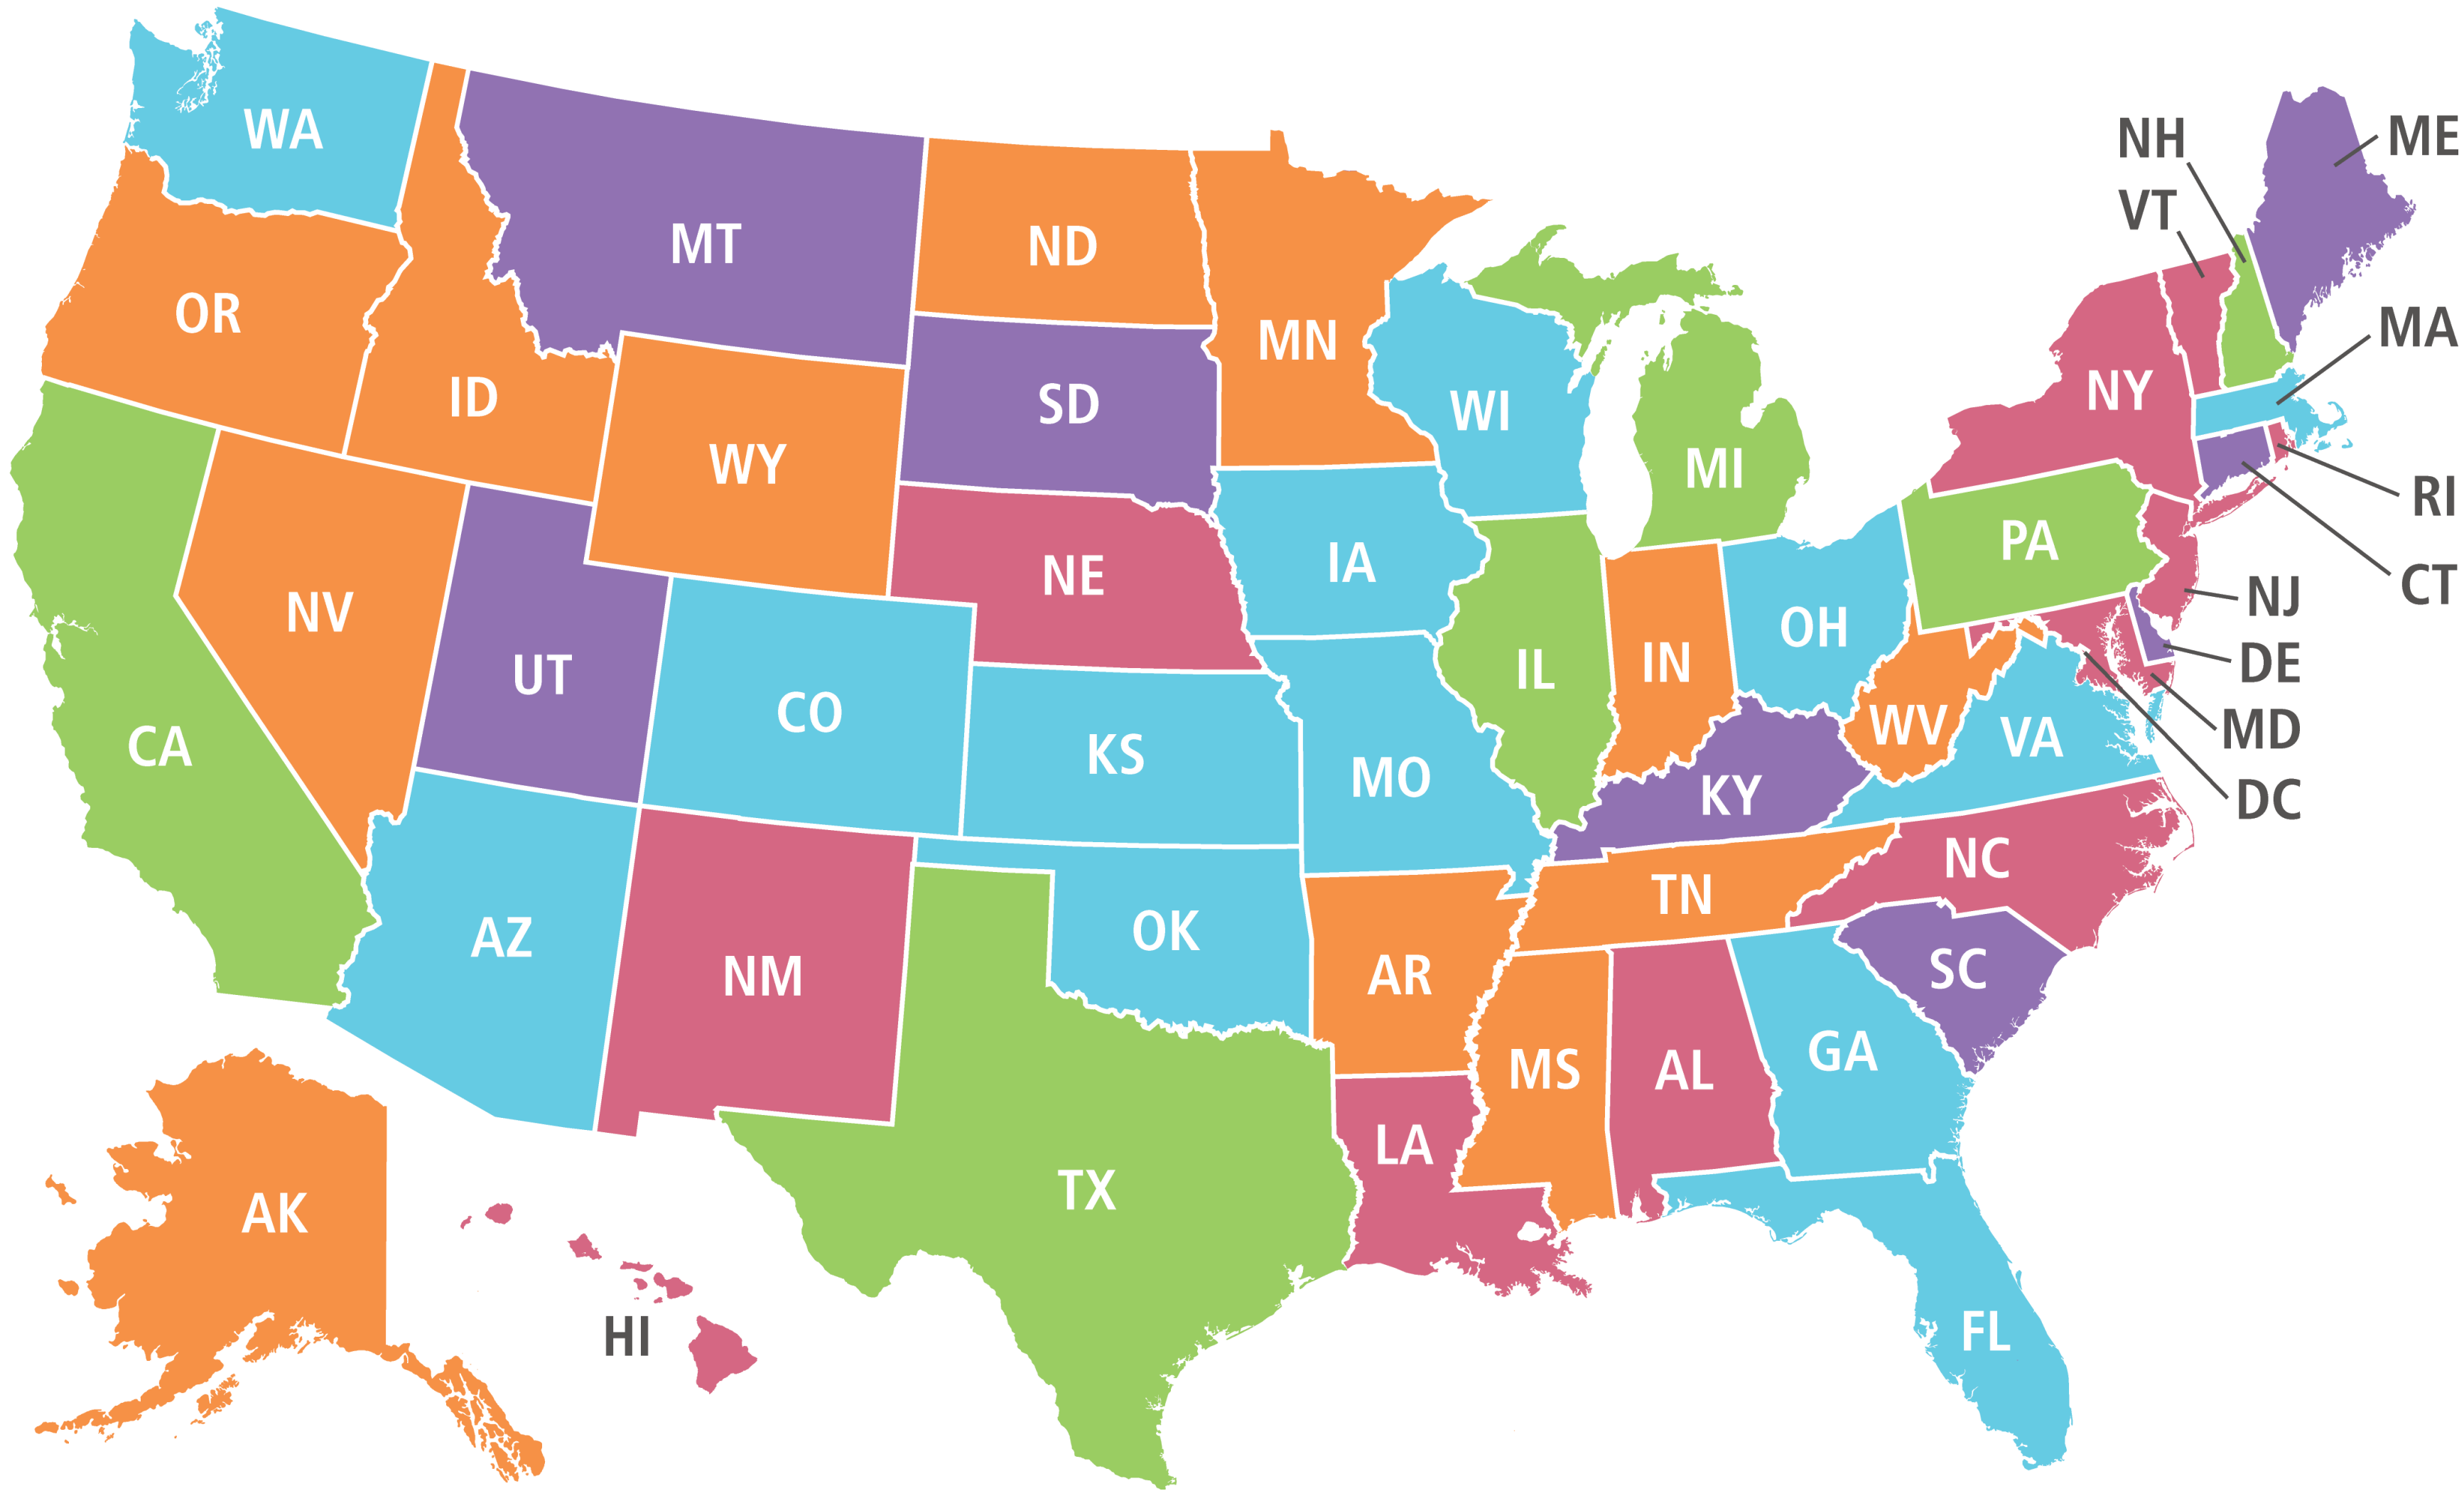 WA
MT
ND
MN
OR
ID
WY
SD
WI
MI
NH
VT
ME
MA
NY
RI
CT
NJ
DE
MD
DC
PA
NE
IA
NV
UT
CO
KS
MO
IL
IN
OH
WV
VA
KY
CA
AZ
NM
OK
AR
TN
NC
SC
MS
AL
GA
LA
TX
FL
AK
HI